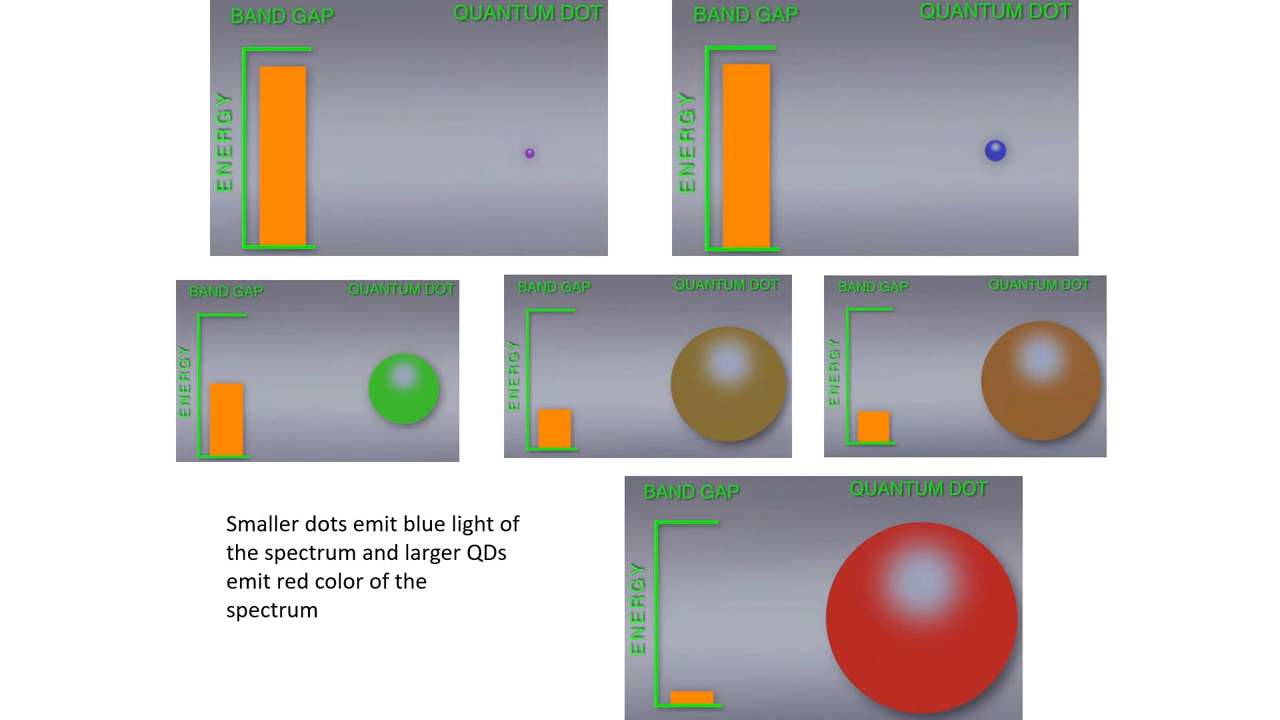 BAND GAP
QUANTUM DOT
ENERGY
BAND GAP
QUANTUM DOT
ENERGY
BAND GAP
QUANTUM DOT
ENERGY
BAND GAP
QUANTUM DOT
ENERGY
BAND GAP
QUANTUM DOT
ENERGY
Smaller dots emit blue light of
the spectrum and larger QDs
emit red color of the
spectrum
BAND GAP
QUANTUM DOT
ENERGY